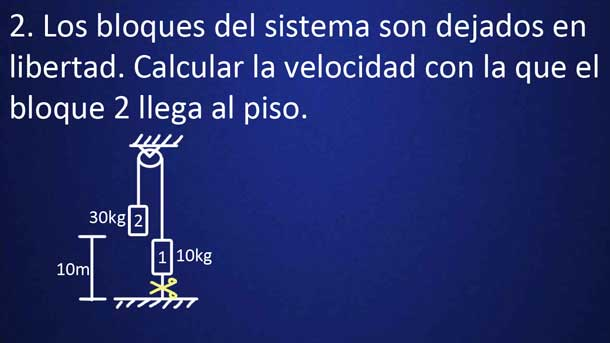 2. Los bloques del sistema son dejados en
libertad. Calcular la velocidad con la que el
bloque 2 llega al piso.
30kg
2
1
10kg
10m